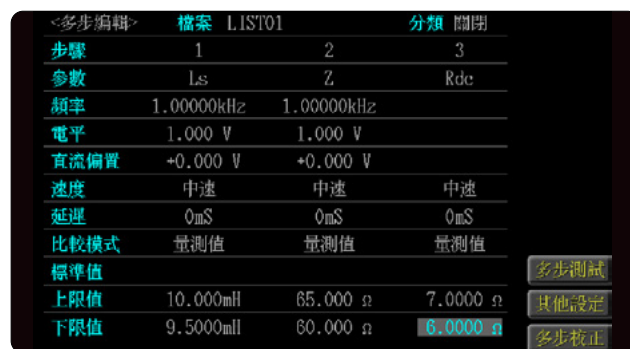 <多步編輯> 檔案 LIST01 分類 關閉
步驟 1 2 3
參數 Ls Z Rdc
頻率 1.00000kHz 1.00000kHz
電平 1.000 V 1.000 V
直流偏置 +0.000 V +0.000 V
速度 中速 中速 中速
延遲 0mS 0mS 0mS
比較模式 量測值 量測值 量測值
標準值
上限值 10.000mH 65.000 Ω 7.0000 Ω
下限值 9.5000mH 60.000 Ω 6.0000 Ω
多步測試
其他設定
多步校正